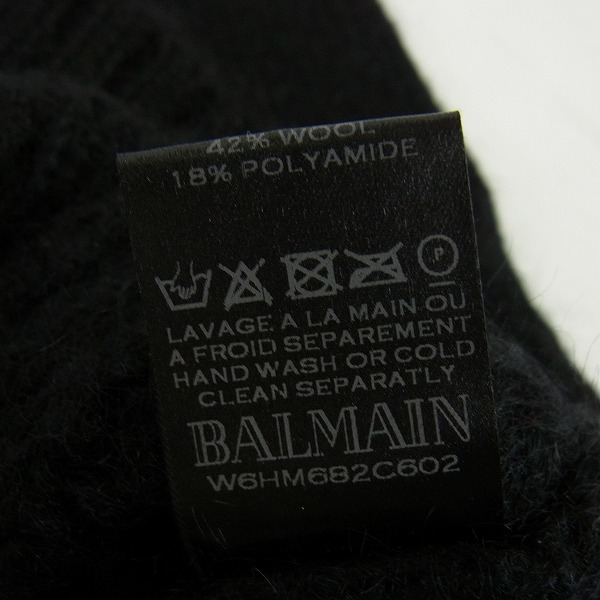 42% WOOL
18% POLYAMIDE
P
LAVAGE A LA MAIN OU
A FROID SEPAREMENT
HAND WASH OR COLD
CLEAN SEPARATLY
BALMAIN
W6HM682C602